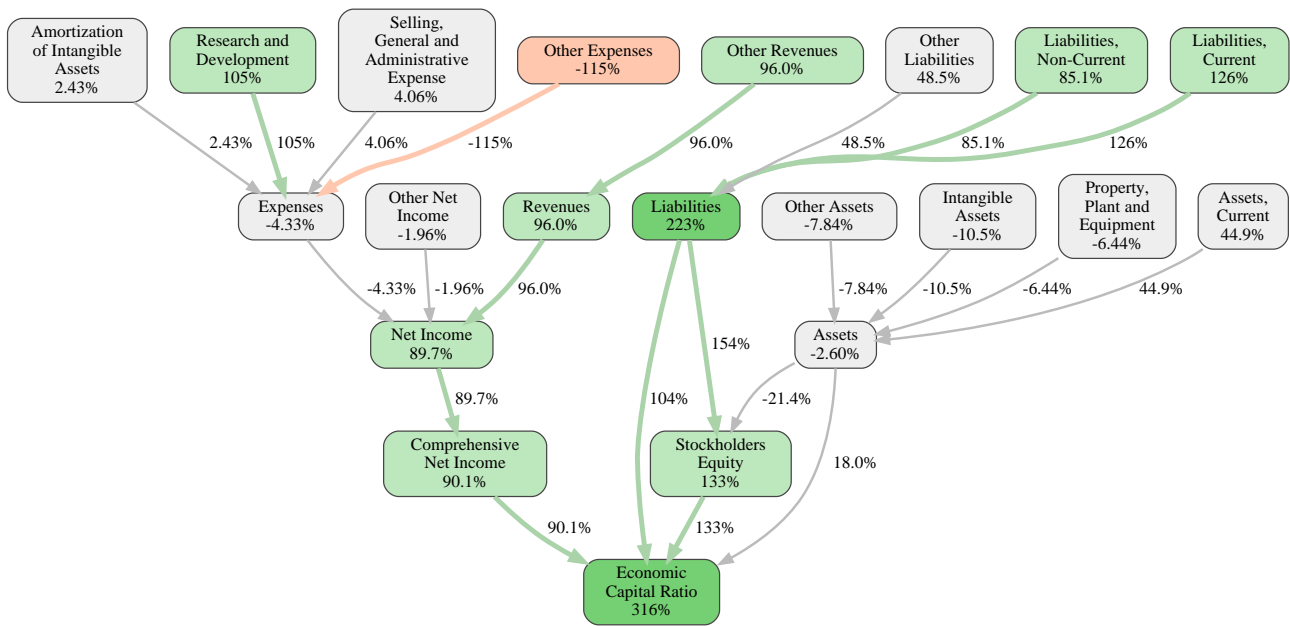 Amortization
of Intangible
Assets
2.43%
Research and
Development
105%
Selling,
General and
Administrative
Expense
4.06%
Other Expenses
-115%
Other Revenues
96.0%
Other
Liabilities
48.5%
Liabilities,
Non-Current
85.1%
Liabilities,
Current
126%
2.43%
105%
4.06%
-115%
96.0%
48.5%
85.1%
126%
Expenses
-4.33%
Other Net
Income
-1.96%
Revenues
96.0%
Liabilities
223%
Other Assets
-7.84%
Intangible
Assets
-10.5%
Property,
Plant and
Equipment
-6.44%
Assets,
Current
44.9%
-4.33%
-1.96%
96.0%
-7.84%
-10.5%
-6.44%
44.9%
Net Income
89.7%
154%
Assets
-2.60%
89.7%
104%
-21.4%
Comprehensive
Net Income
90.1%
Stockholders
Equity
133%
18.0%
90.1%
133%
Economic
Capital Ratio
316%